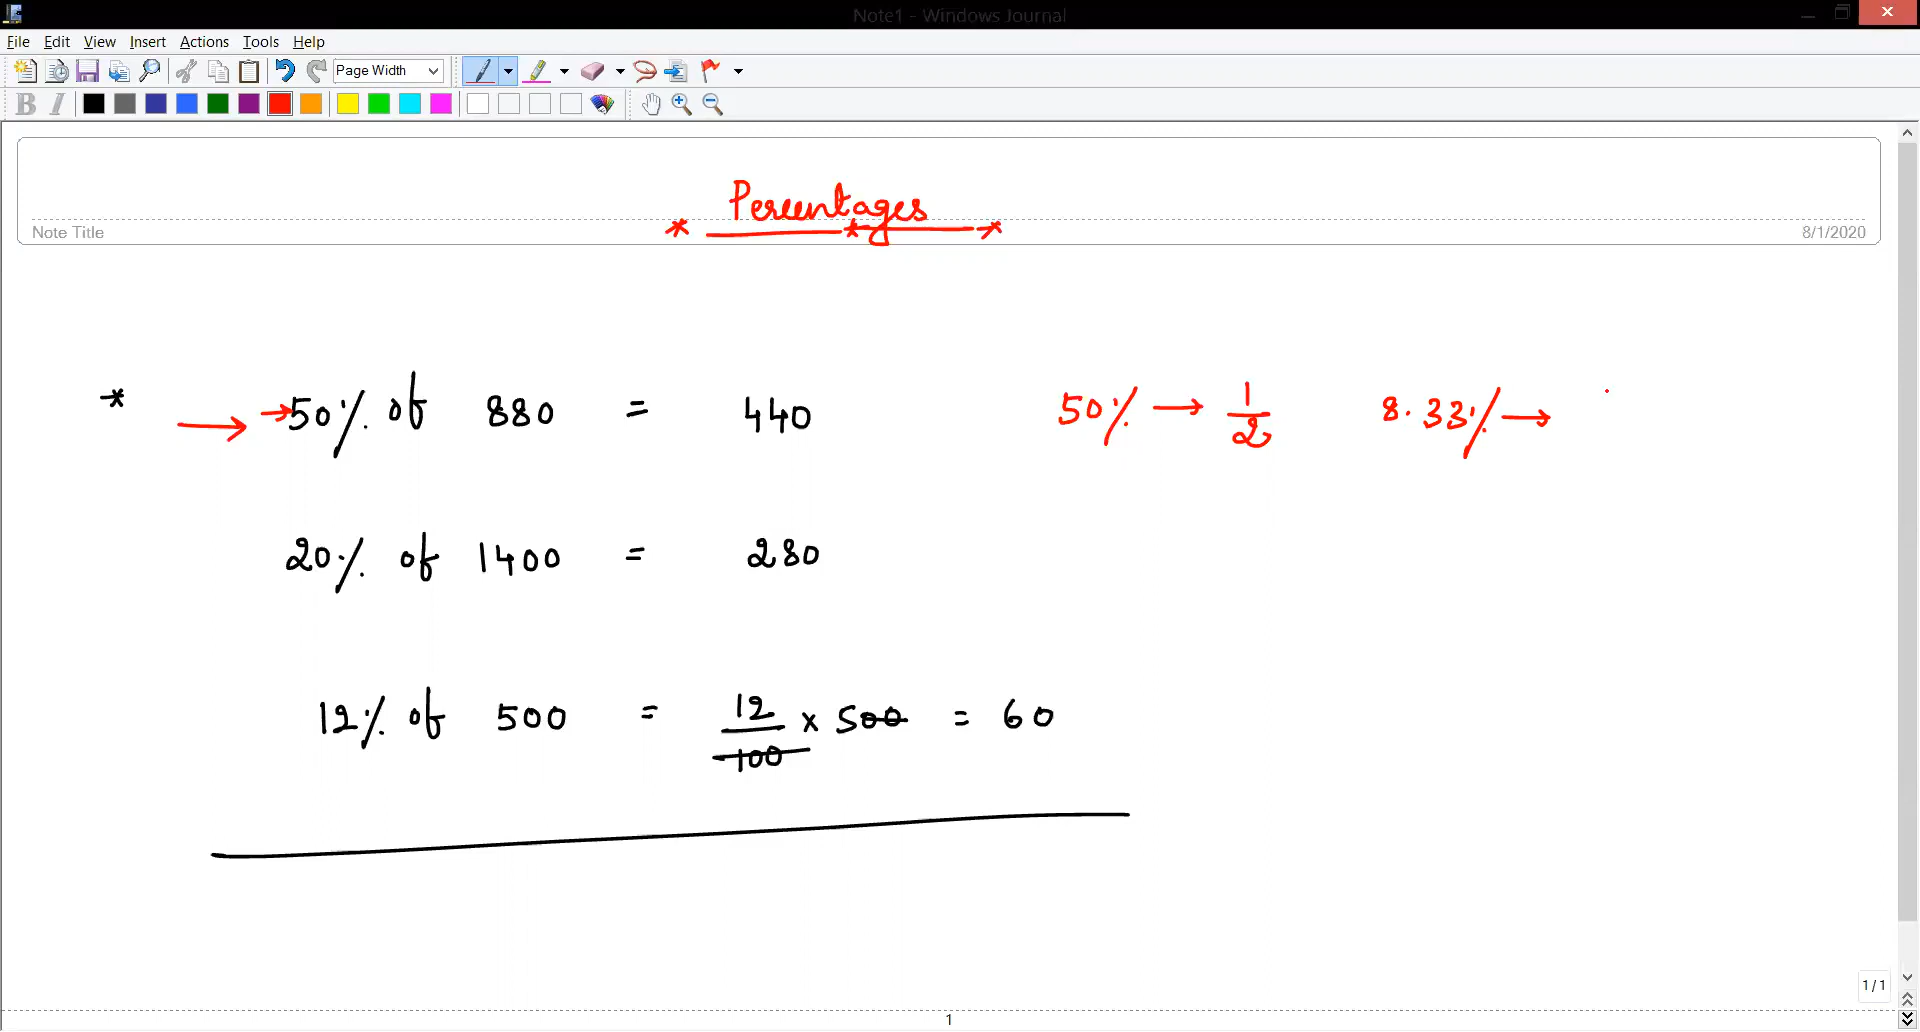 Note1 - Windows Journal
File Edit View Insert Actions Tools Help
Page Width
B I
Percentages
Note Title
8/1/2020
* → →50% of 880 = 440 50% → 1/2 8.33% →
20% of 1400 = 280
12% of 500 = 12/100 x 500 = 60
1 / 1
1